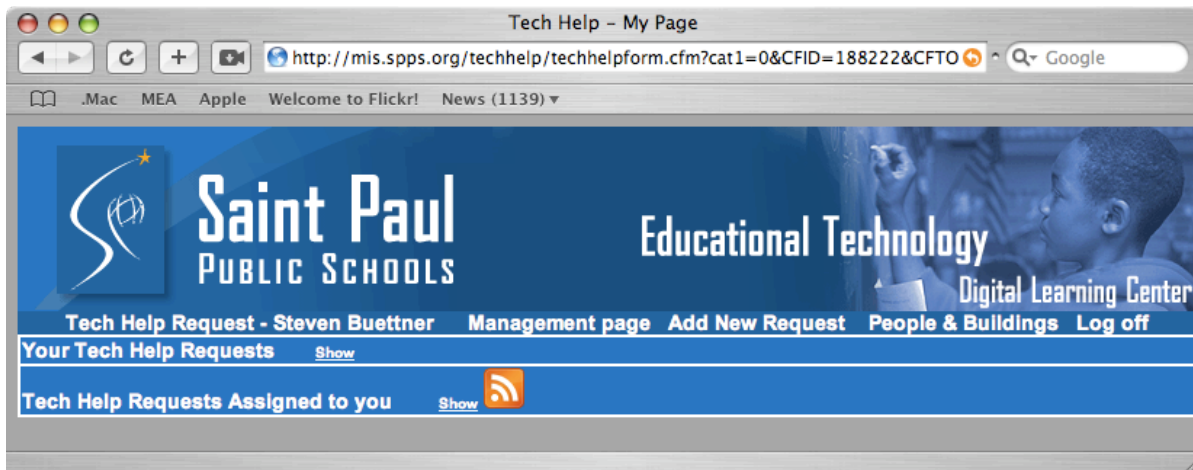 Tech Help – My Page
http://mis.spps.org/techhelp/techhelpform.cfm?cat1=0&CFID=188222&CFTO
Google
.Mac MEA Apple Welcome to Flickr! News (1139)
Saint Paul
PUBLIC SCHOOLS
Educational Technology
Digital Learning Center
Tech Help Request - Steven Buettner Management page Add New Request People & Buildings Log off
Your Tech Help Requests Show
Tech Help Requests Assigned to you Show